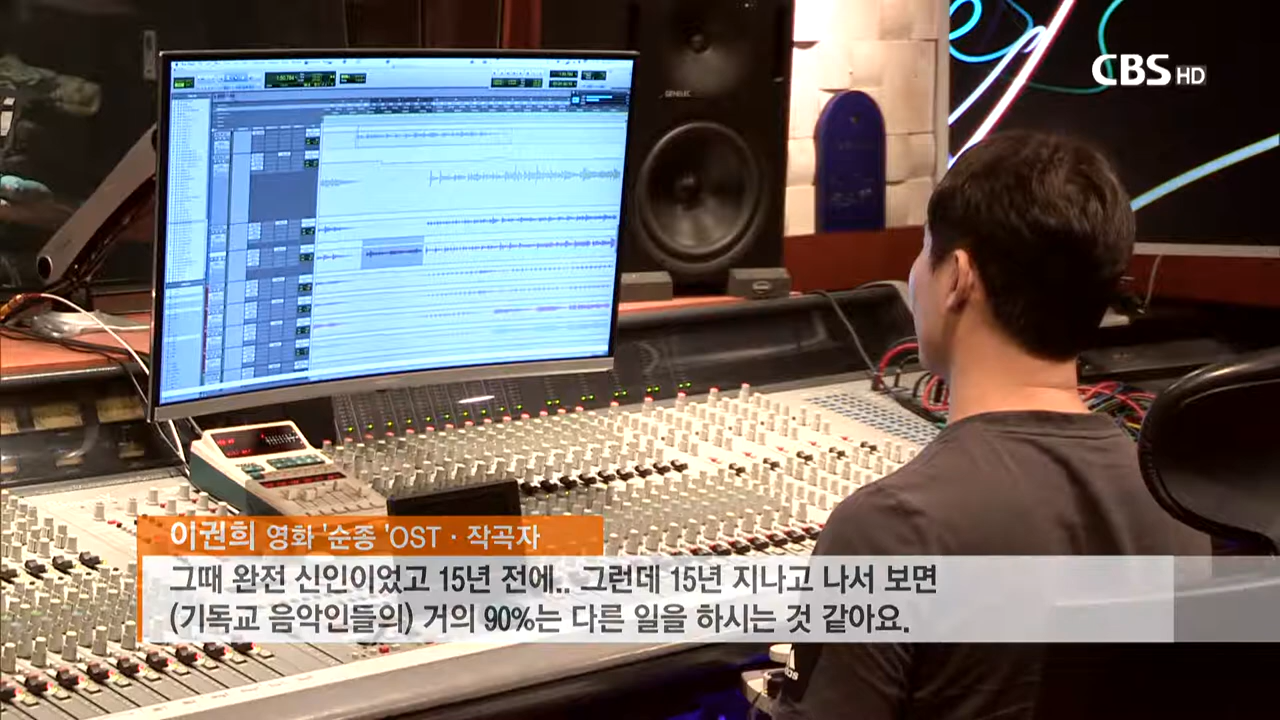 CBS HD
GENELEC
이권희 영화 '순종 'OST · 작곡자
그때 완전 신인이었고 15년 전에.. 그런데 15년 지나고 나서 보면
(기독교 음악인들의) 거의 90%는 다른 일을 하시는 것 같아요.